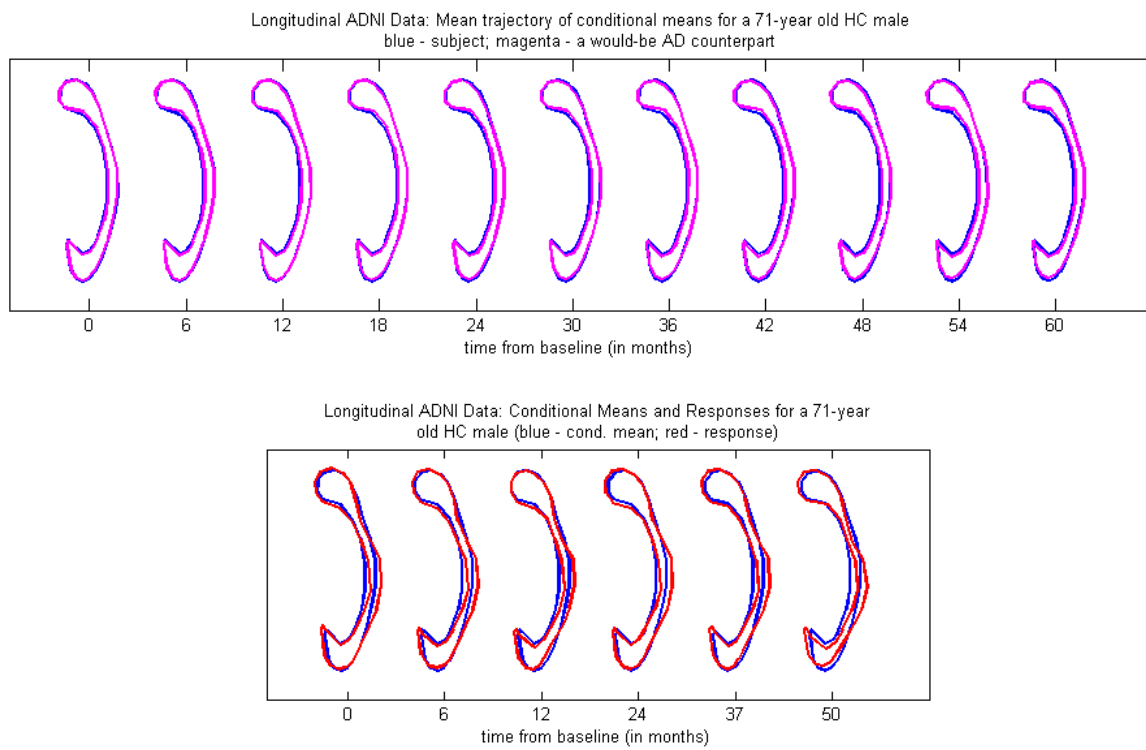 Longitudinal ADNI Data: Mean trajectory of conditional means for a 71-year old HC male
blue - subject; magenta - a would-be AD counterpart
0 6 12 18 24 30 36 42 48 54 60
time from baseline (in months)
Longitudinal ADNI Data: Conditional Means and Responses for a 71-year
old HC male (blue - cond. mean; red - response)
0 6 12 24 37 50
time from baseline (in months)